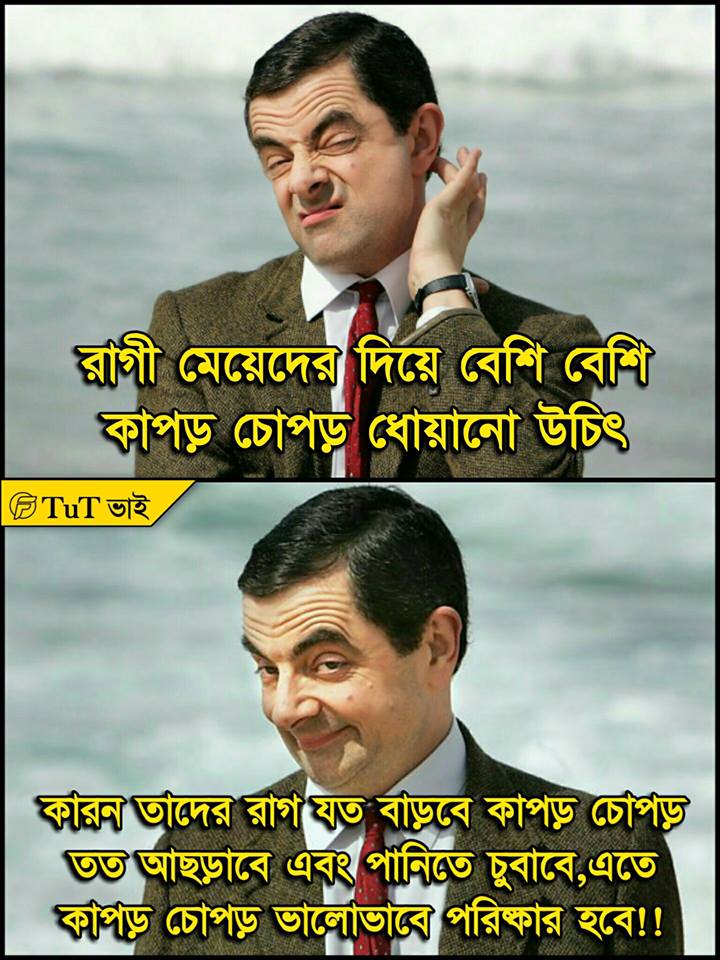 রাগী মেয়েদের দিয়ে বেশি বেশি
কাপড় চোপড় ধোয়ানো উচিৎ
TuT ভাই
কারন তাদের রাগ যত বাড়বে কাপড় চোপড়
তত আছড়াবে এবং পানিতে চুবাবে,এতে
কাপড় চোপড় ভালোভাবে পরিষ্কার হবে!!